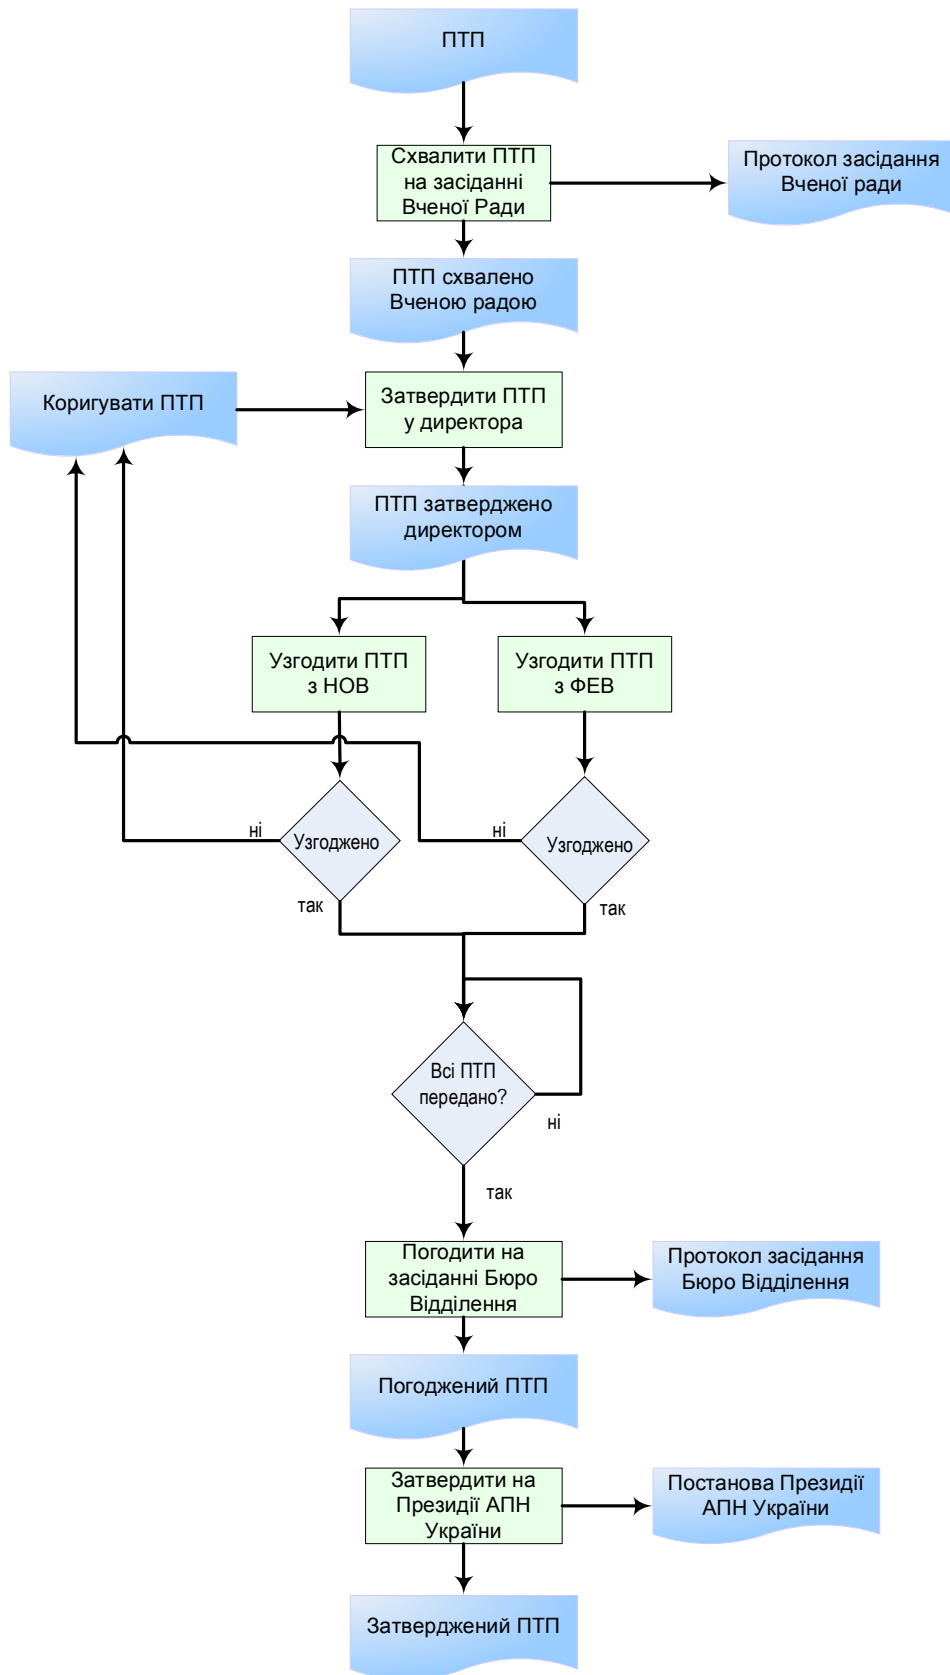 ПТП
Схвалити ПТП
на засіданні
Вченої Ради
Протокол засідання
Вченої ради
ПТП схвалено
Вченою радою
Коригувати ПТП
Затвердити ПТП
у директора
ПТП затверджено
директором
Узгодити ПТП
з НОВ
Узгодити ПТП
з ФЕВ
ні
Узгоджено
ні
Узгоджено
так
так
Всі ПТП
передано?
ні
так
Погодити на
засіданні Бюро
Відділення
Протокол засідання
Бюро Відділення
Погоджений ПТП
Затвердити на
Президії АПН
України
Постанова Президії
АПН України
Затверджений ПТП